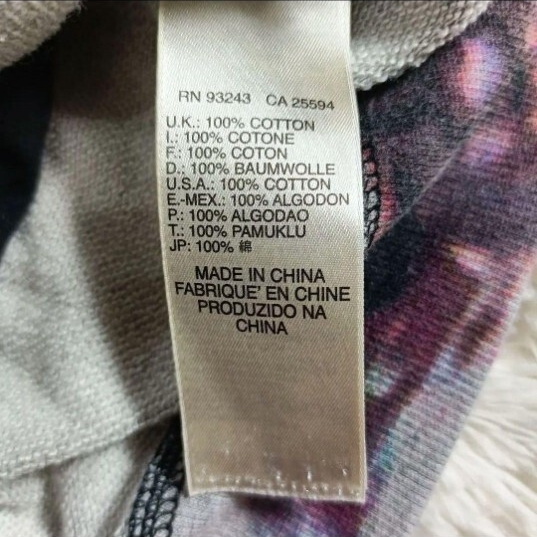 RN 93243 CA 25594
U.K.: 100% COTTON
I.: 100% COTONE
F.: 100% COTON
D.: 100% BAUMWOLLE
U.S.A.: 100% COTTON
E.-MEX.: 100% ALGODON
P.: 100% ALGODAO
T.: 100% PAMUKLU
JP: 100% 綿
MADE IN CHINA
FABRIQUE' EN CHINE
PRODUZIDO NA
CHINA